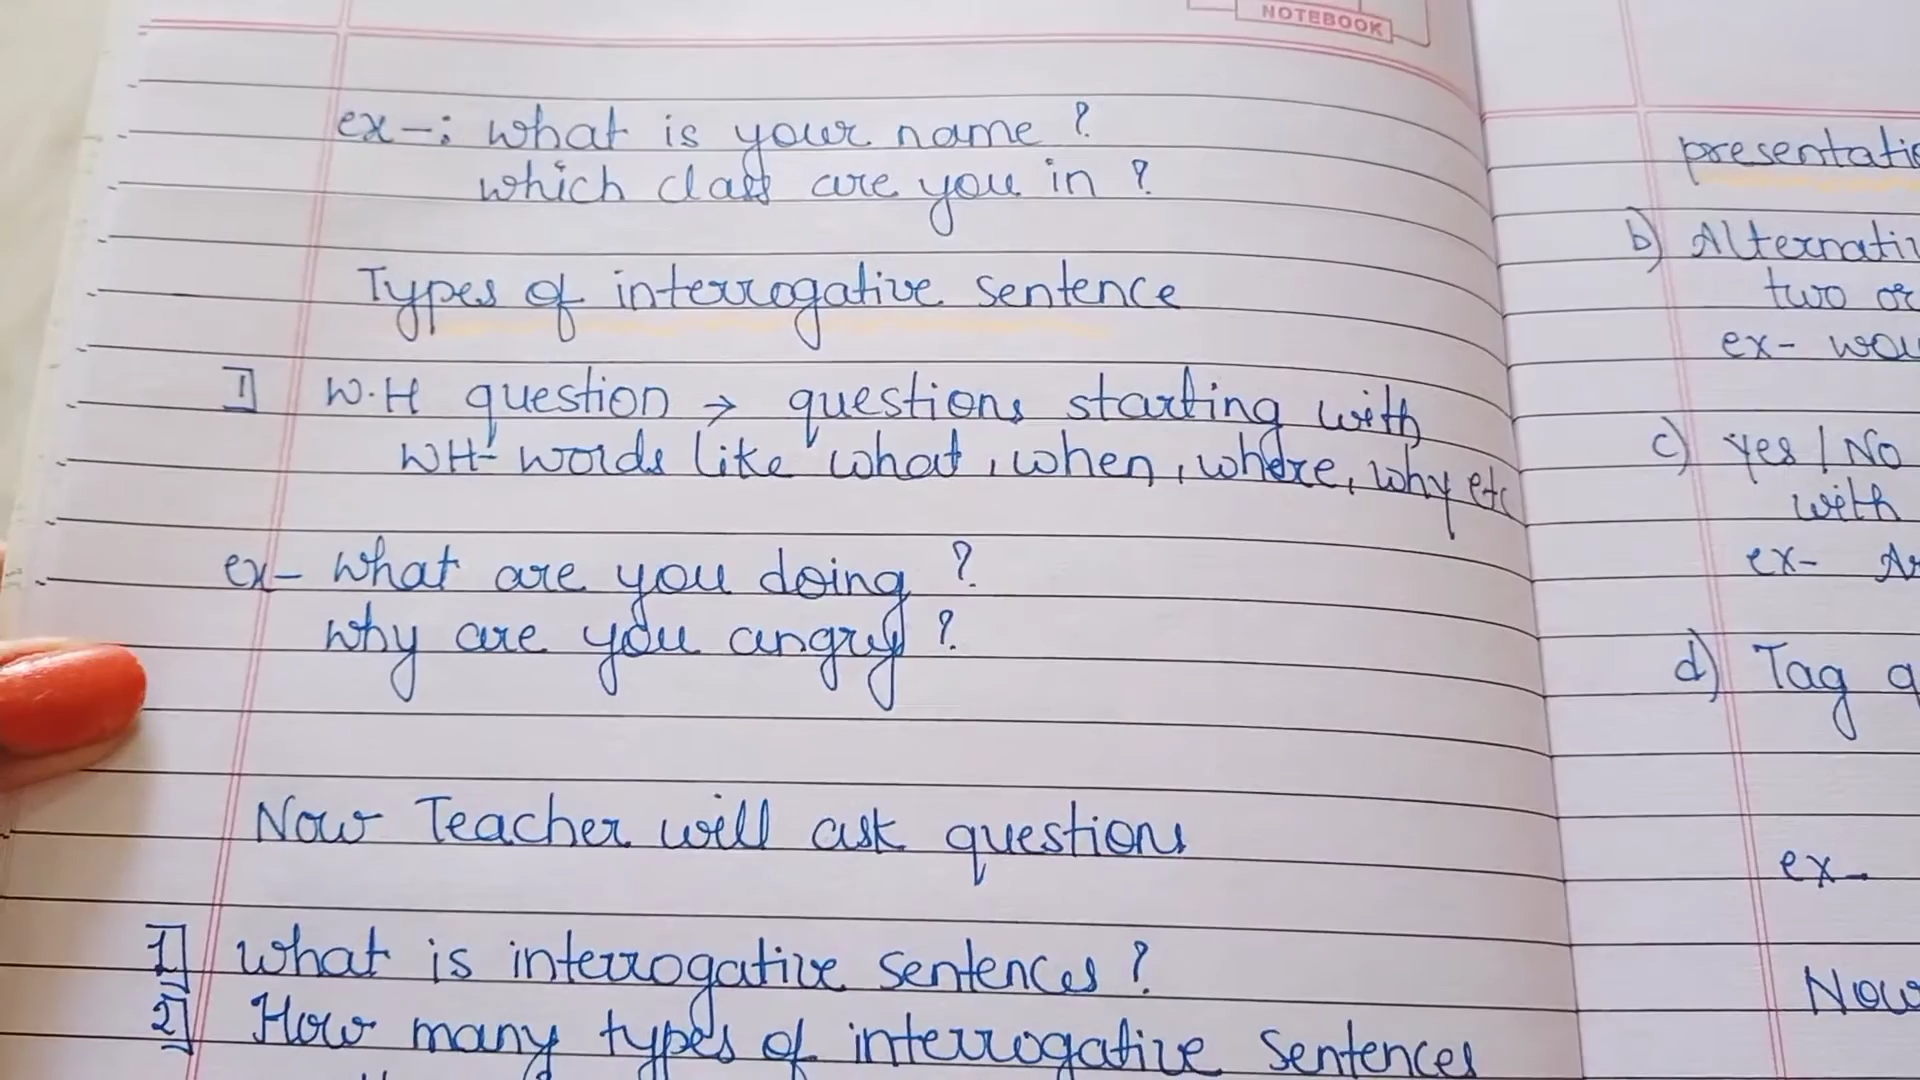 NOTEBOOK
ex-: what is your name ?
which class are you in ?
Types of interrogative sentence
1] W.H question → questions starting with
WH- words like what, when, where, why etc
ex- what are you doing ?
why are you angry ?
Now Teacher will ask questions
1] what is interrogative sentences ?
2] How many types of interrogative sentences
b)
two or
ex-
c) yes / No
with
ex-
d) Tag
ex-
Now